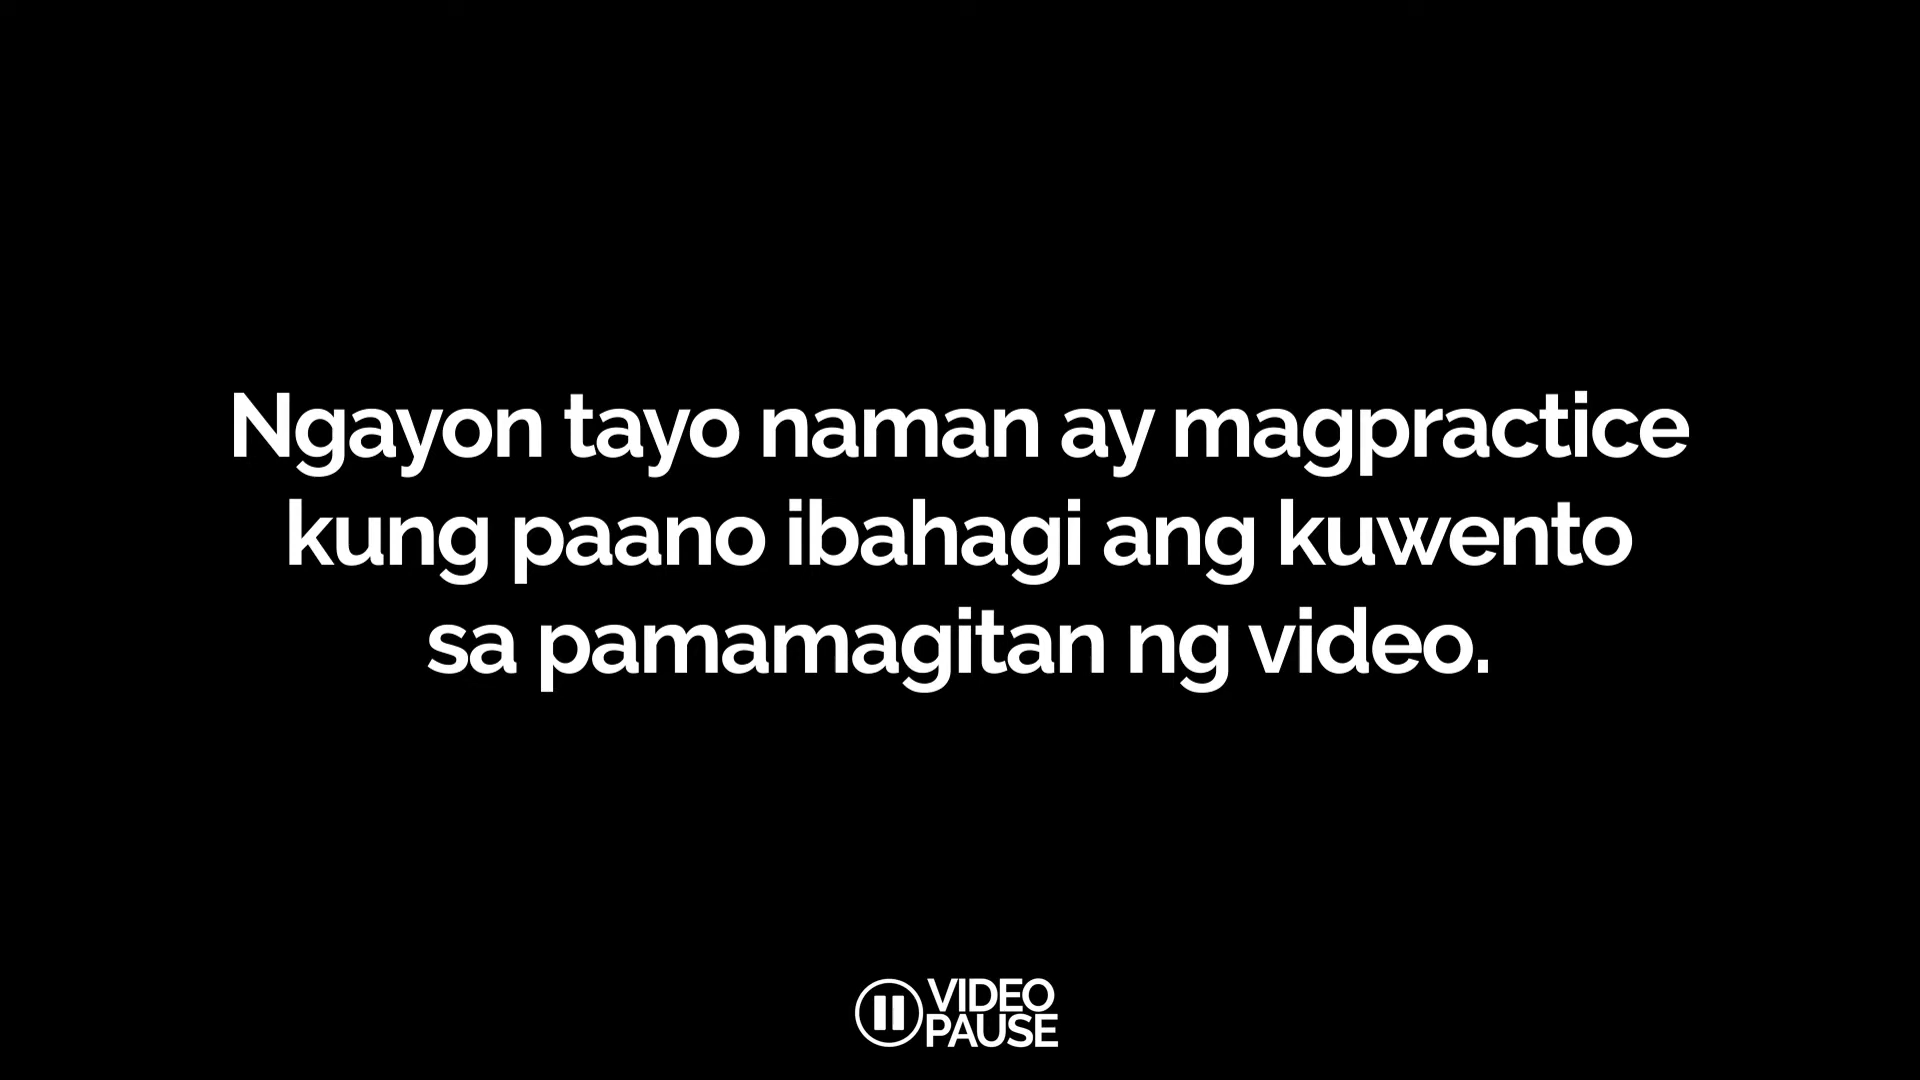 Ngayon tayo naman ay magpractice
kung paano ibahagi ang kuwento
sa pamamagitan ng video.
VIDEO
PAUSE